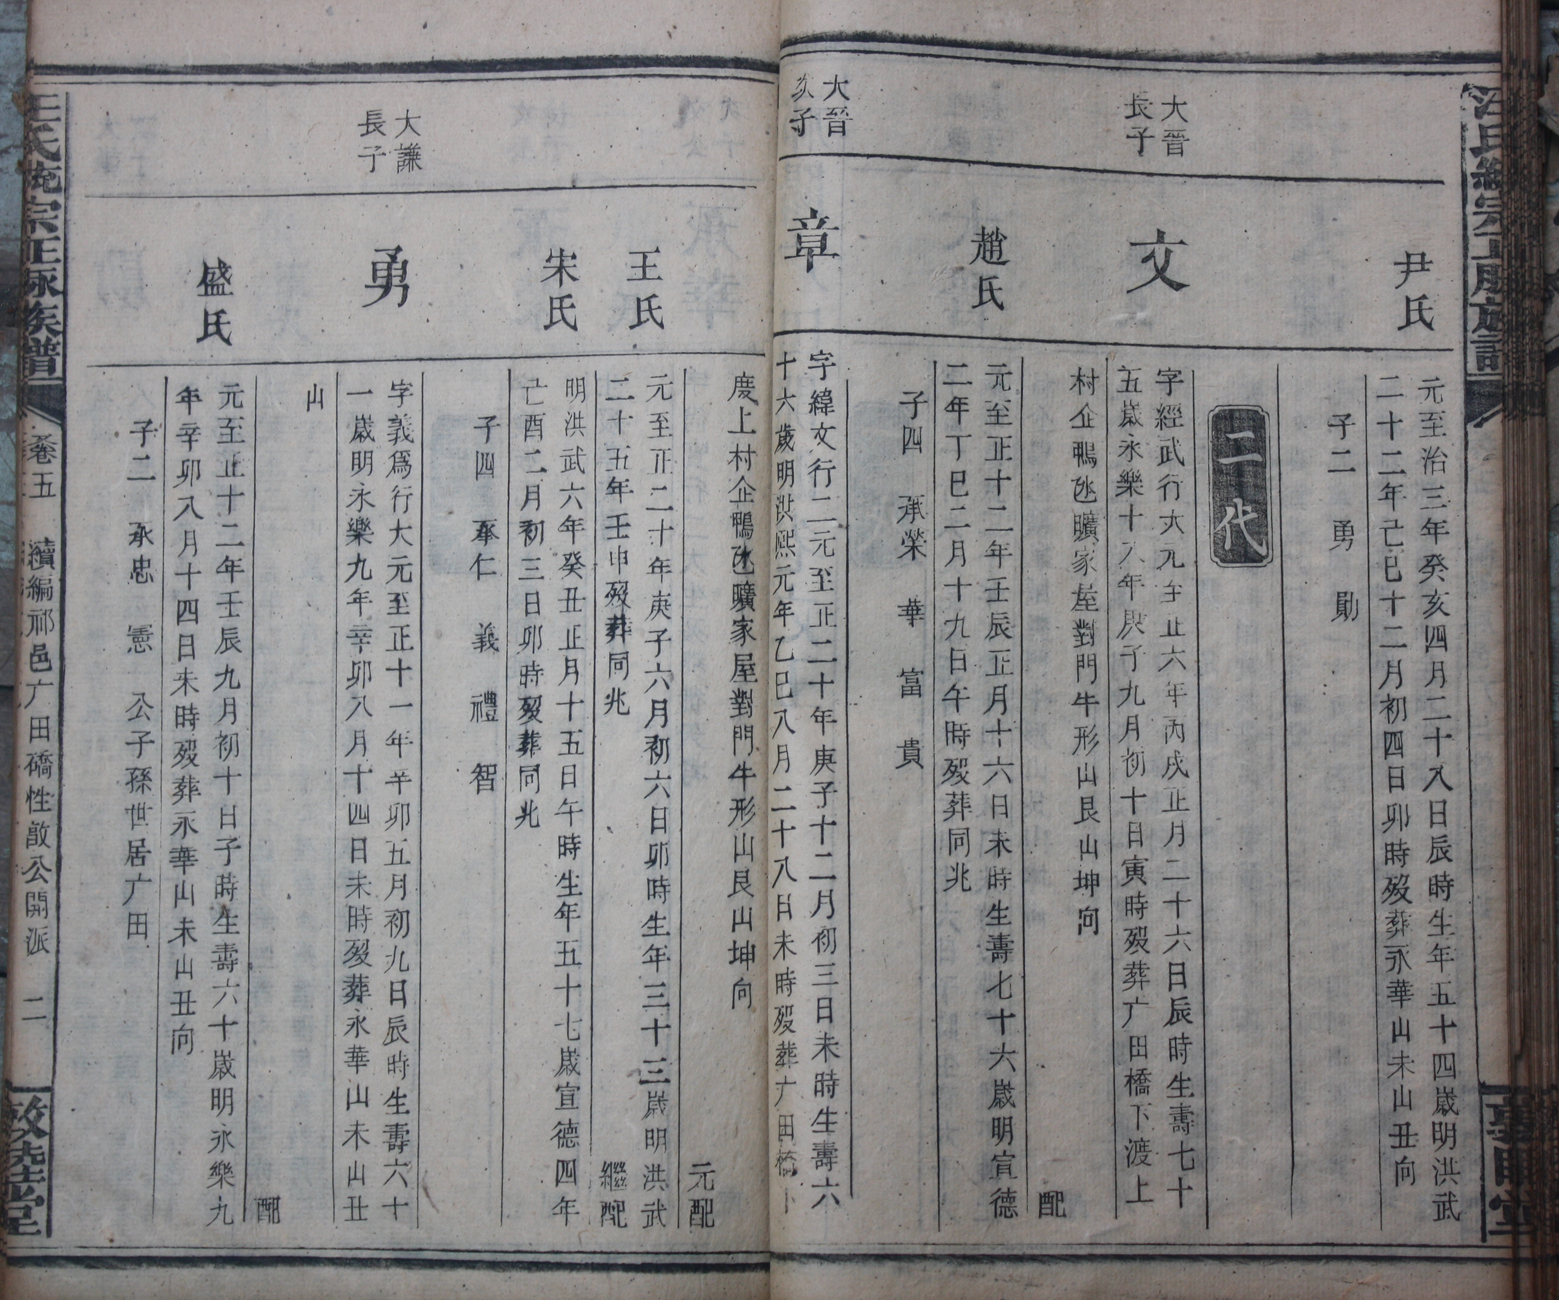 尹氏
元至治三年癸亥四月二十八日辰時生年五十四歲明洪武
二十二年己巳十二月初四日卯時歿葬永華山未山丑向
子二 勇 勛
二代
大晉
長子
文
字經武行大元至正六年丙戌正月二十六日辰時生壽七十
五歲永樂十八年庚子九月初十日寅時歿葬广田橋下渡上
村企鴨氹曠家屋對門牛形山艮山坤向
配
趙氏
元至正十二年壬辰正月十六日未時生壽七十六歲明宣德
二年丁巳二月十九日午時歿葬同兆
子四 承榮 華 富 貴
大晉
次子
章
字緯文行二元至正二十年庚子十二月初三日未時生壽六
十六歲明洪熙元年乙巳八月二十八日未時歿葬广田橋下
慶上村企鴨氹曠家屋對門牛形山艮山坤向
元配
王氏
元至正二十年庚子六月初六日卯時生年三十三歲明洪武
二十五年壬申歿葬同兆
繼配
宋氏
明洪武六年癸丑正月十五日午時生年五十七歲宣德四年
亡酉二月初三日卯時歿葬同兆
子四 奉仁 義 禮 智
大謙
長子
勇
字義爲行大元至正十一年辛卯五月初九日辰時生壽六十
一歲明永樂九年辛卯八月十四日未時歿葬永華山未山丑
山
配
盛氏
元至正十二年壬辰九月初十日子時生壽六十歲明永樂九
年辛卯八月十四日未時歿葬永華山未山丑向
子二 承忠 憲 公子孫世居广田
汪氏統宗正脉族譜
卷五
續編祁邑广田橋性敢公開派 二
敘陸堂